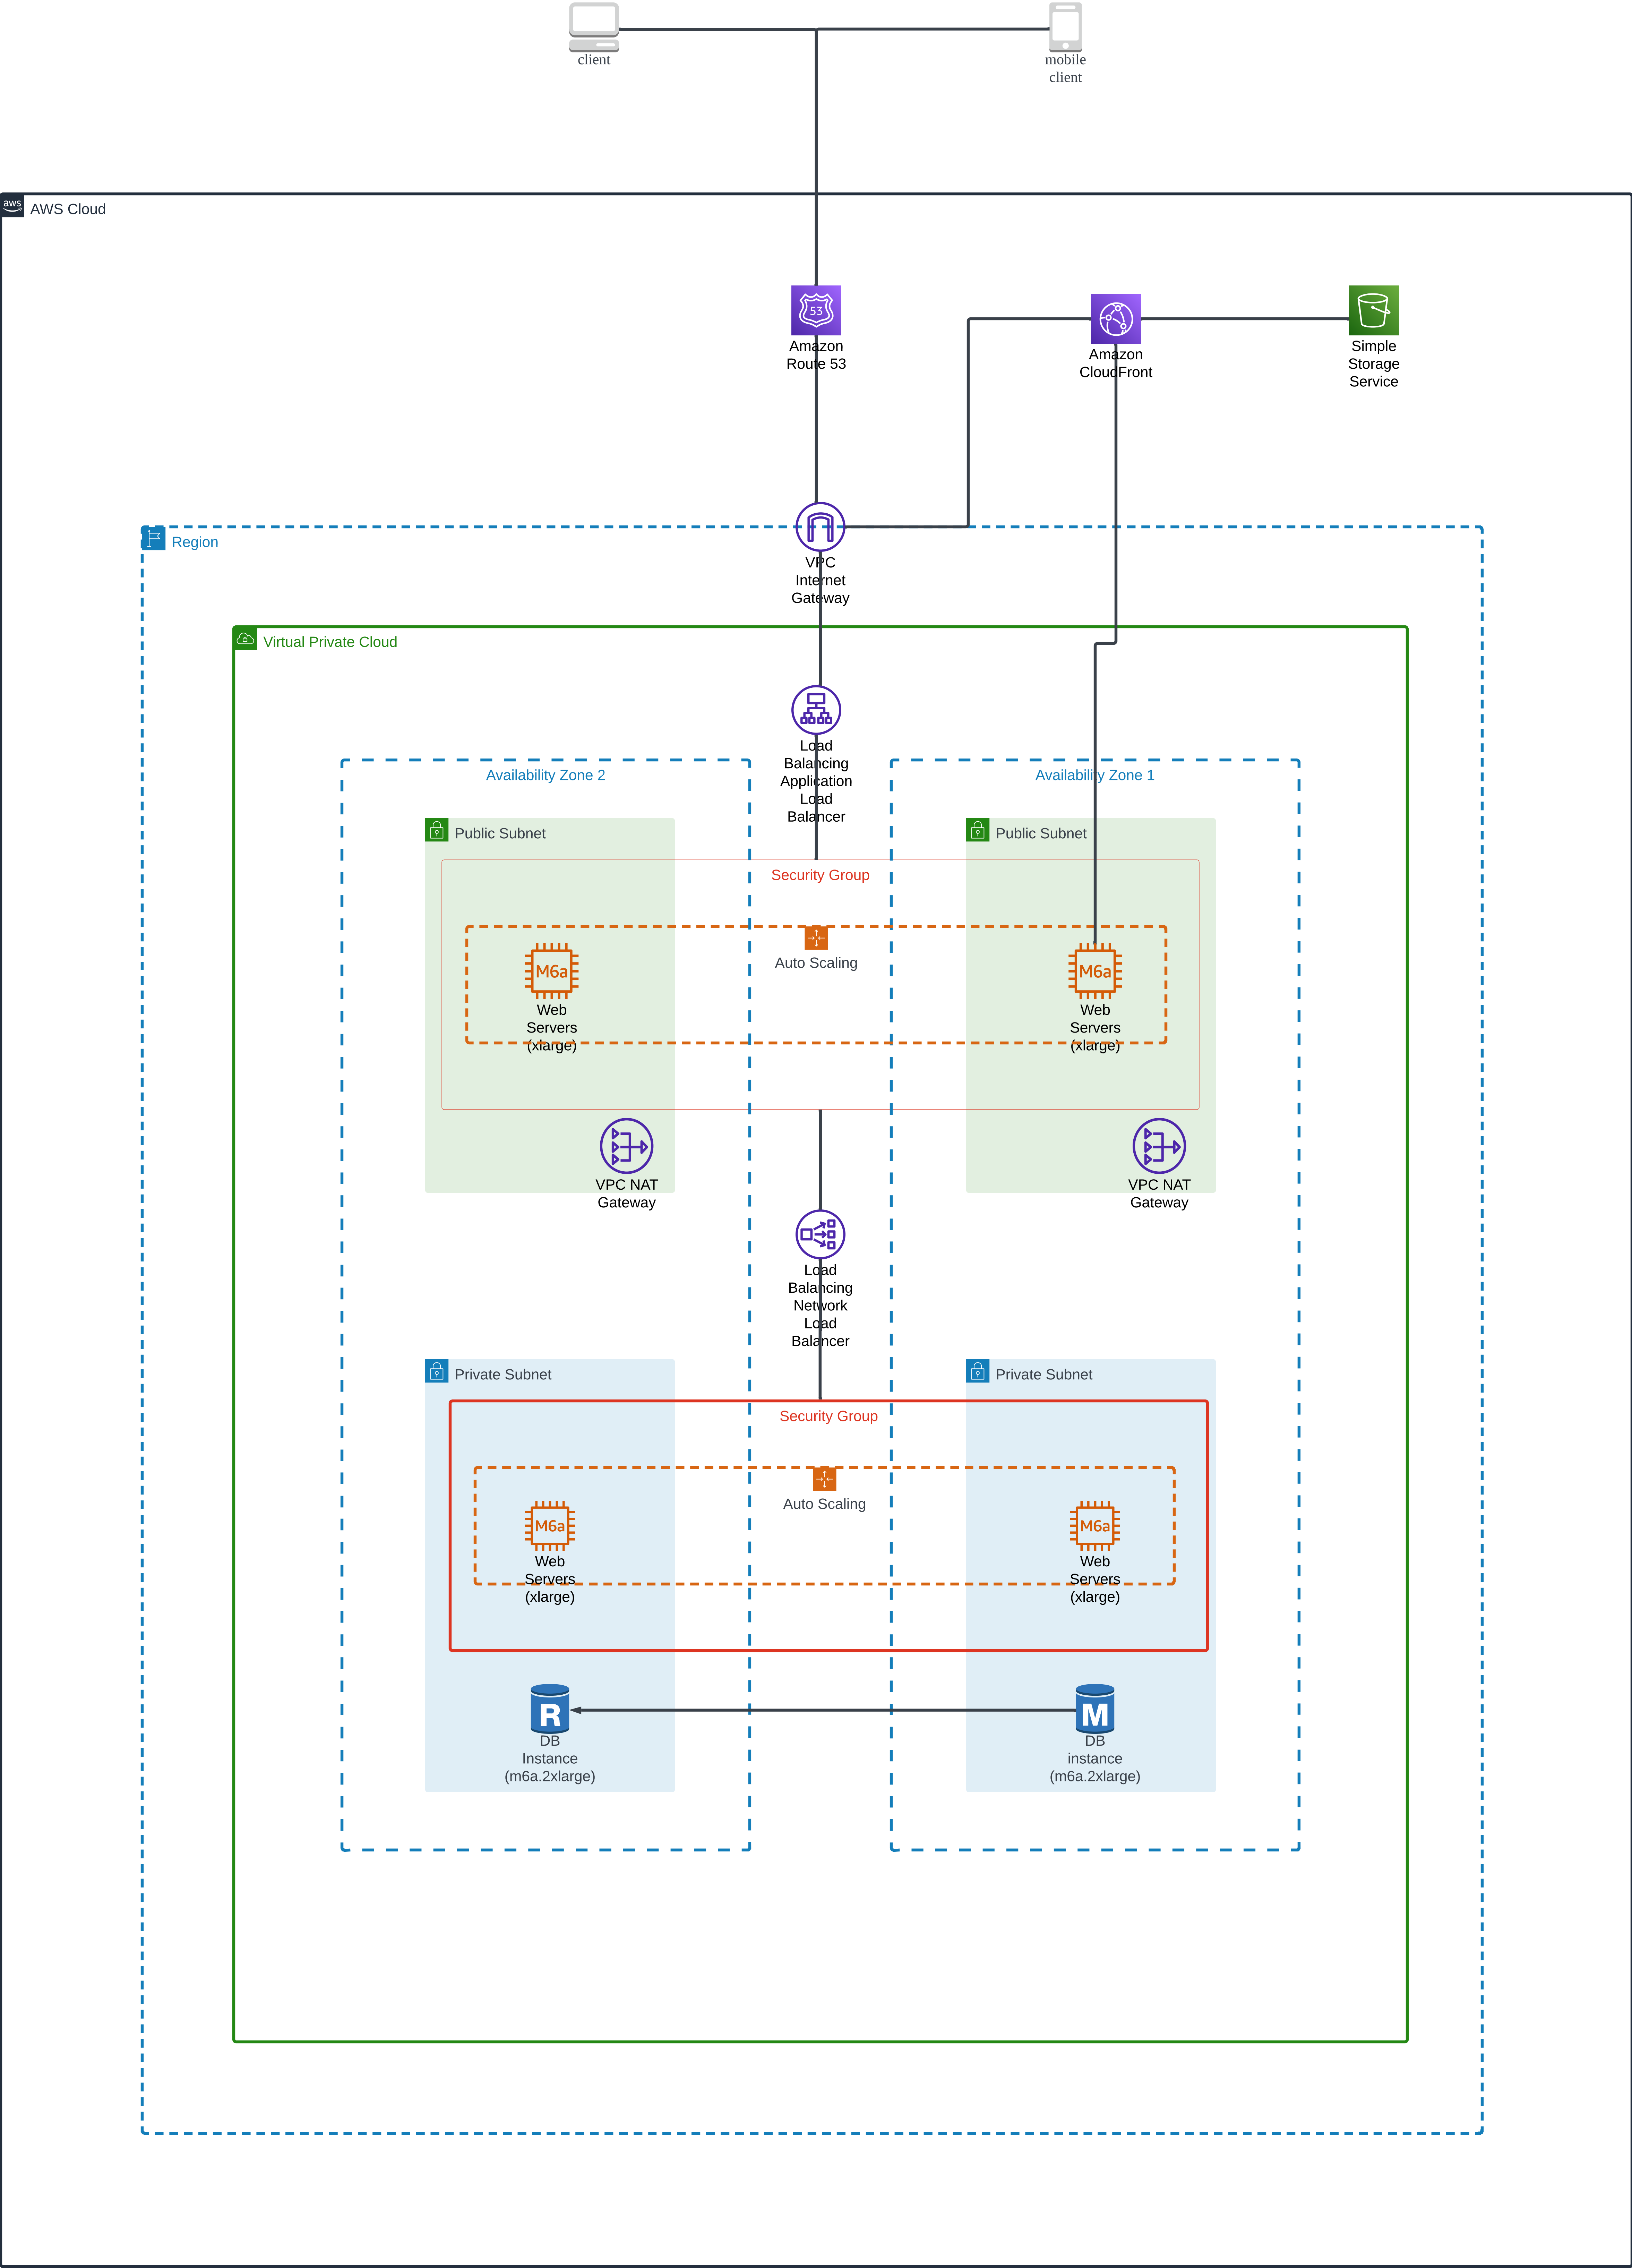 client
mobile
client
aws
AWS Cloud
53
Amazon
Route 53
Amazon
CloudFront
Simple
Storage
Service
Region
VPC
Internet
Gateway
Virtual Private Cloud
Load
Balancing
Application
Load
Balancer
Availability Zone 2
Availability Zone 1
Public Subnet
Public Subnet
Security Group
Auto Scaling
M6a
Web
Servers
(xlarge)
M6a
Web
Servers
(xlarge)
VPC NAT
Gateway
VPC NAT
Gateway
Load
Balancing
Network
Load
Balancer
Private Subnet
Private Subnet
Security Group
Auto Scaling
M6a
Web
Servers
(xlarge)
M6a
Web
Servers
(xlarge)
R
DB
Instance
(m6a.2xlarge)
M
DB
instance
(m6a.2xlarge)